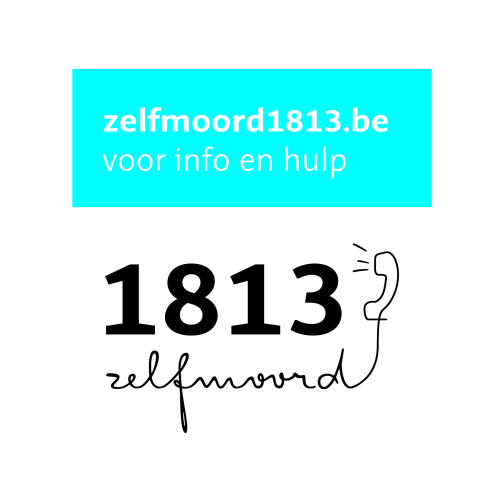 zelfmoord1813.be
voor info en hulp
1813
zelfmoord